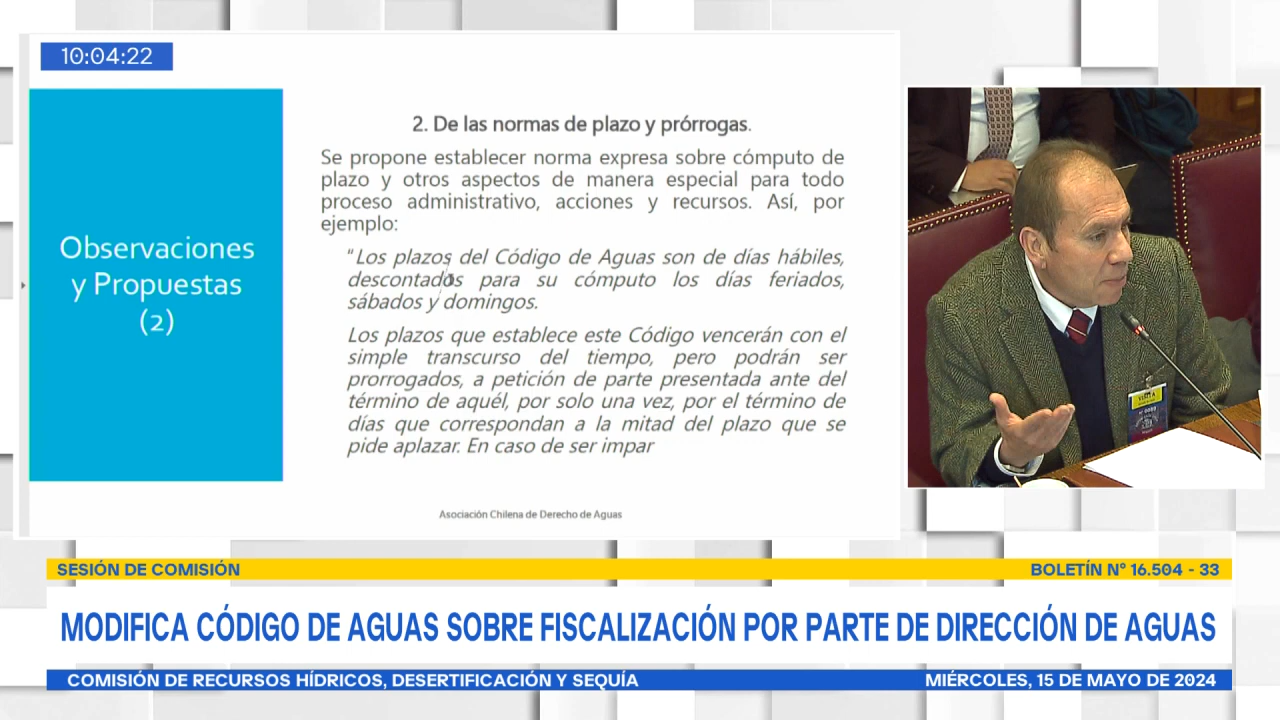 10:04:22
Observaciones
y Propuestas
(2)
2. De las normas de plazo y prórrogas.
Se propone establecer norma expresa sobre cómputo de
plazo y otros aspectos de manera especial para todo
proceso administrativo, acciones y recursos. Así, por
ejemplo:
"Los plazos del Código de Aguas son de días hábiles,
descontados para su cómputo los días feriados,
sábados y domingos.
Los plazos que establece este Código vencerán con el
simple transcurso del tiempo, pero podrán ser
prorrogados, a petición de parte presentada ante del
término de aquél, por solo una vez, por el término de
días que correspondan a la mitad del plazo que se
pide aplazar. En caso de ser impar
Asociación Chilena de Derecho de Aguas
VISITA
SESIÓN DE COMISIÓN
BOLETÍN N° 16.504 - 33
MODIFICA CÓDIGO DE AGUAS SOBRE FISCALIZACIÓN POR PARTE DE DIRECCIÓN DE AGUAS
COMISIÓN DE RECURSOS HÍDRICOS, DESERTIFICACIÓN Y SEQUÍA
MIÉRCOLES, 15 DE MAYO DE 2024